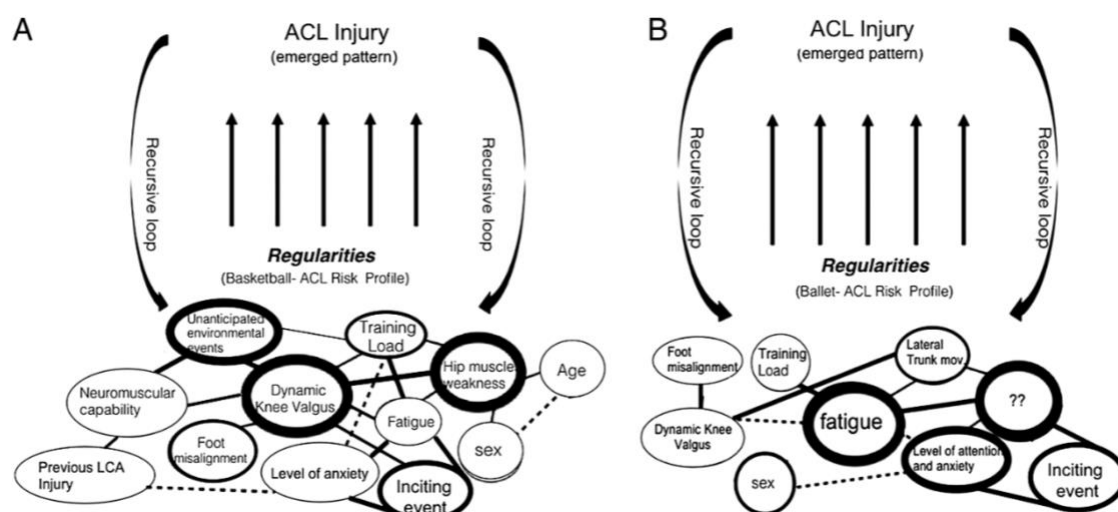 A
ACL Injury
(emerged pattern)
Recursive loop
Recursive loop
Regularities
(Basketball- ACL Risk Profile)
Unanticipated
environmental
events
Training
Load
Hip muscles
weakness
Age
Neuromuscular
capability
Dynamic
Knee Valgus
Fatigue
Foot
misalignment
sex
Previous LCA
Injury
Level of anxiety
Inciting
event
B
ACL Injury
(emerged pattern)
Recursive loop
Recursive loop
Regularities
(Ballet- ACL Risk Profile)
Foot
misalignment
Training
Load
Lateral
Trunk mov.
??
Dynamic Knee
Valgus
fatigue
Level of attention
and anxiety
sex
Inciting
event